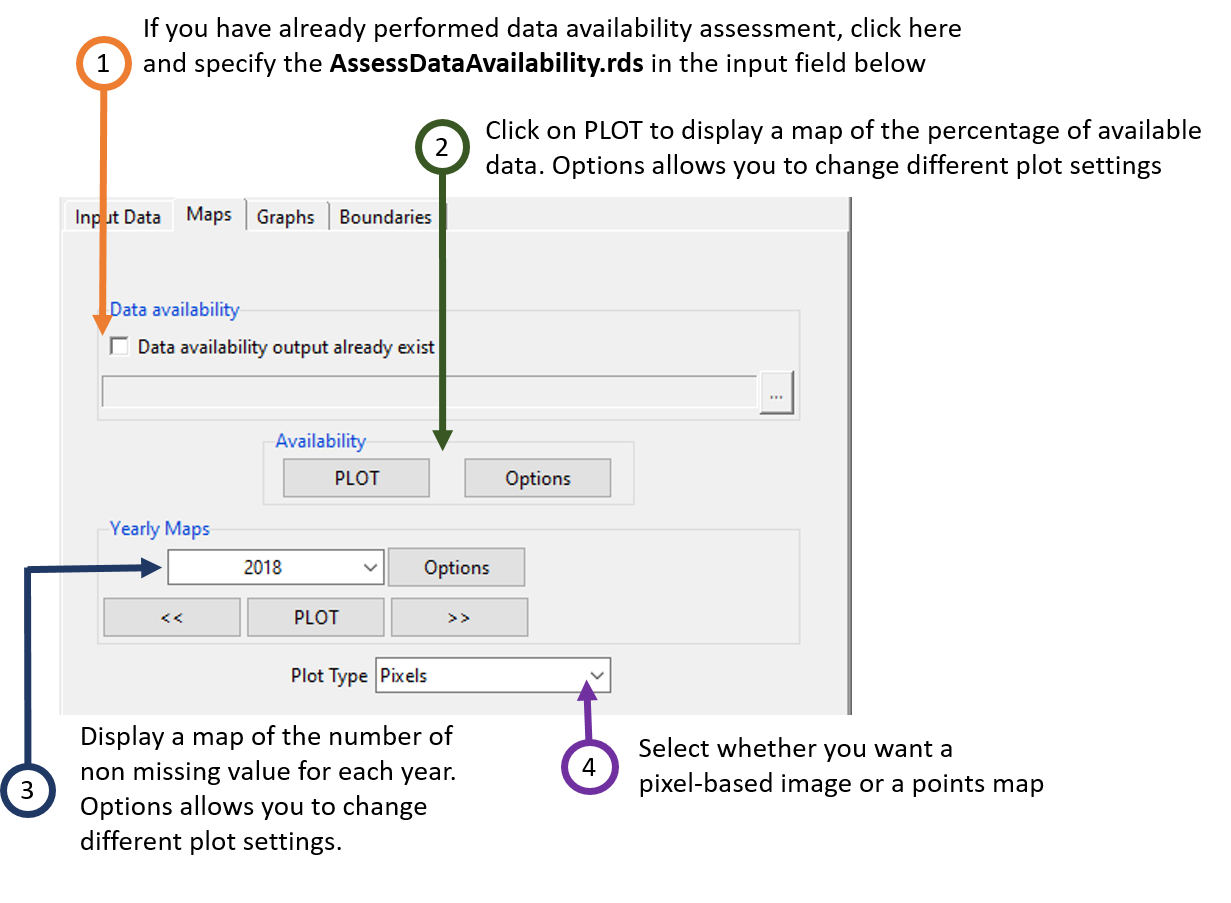 If you have already performed data availability assessment, click here
1 and specify the AssessDataAvailability.rds in the input field below
Click on PLOT to display a map of the percentage of available
2 data. Options allows you to change different plot settings
Input Data Maps Graphs Boundaries
Data availability
Data availability output already exist
...
Availability
PLOT Options
Yearly Maps
2018 Options
<< PLOT >>
Plot Type Pixels
3
Display a map of the number of
non missing value for each year.
Options allows you to change
different plot settings.
4
Select whether you want a
pixel-based image or a points map